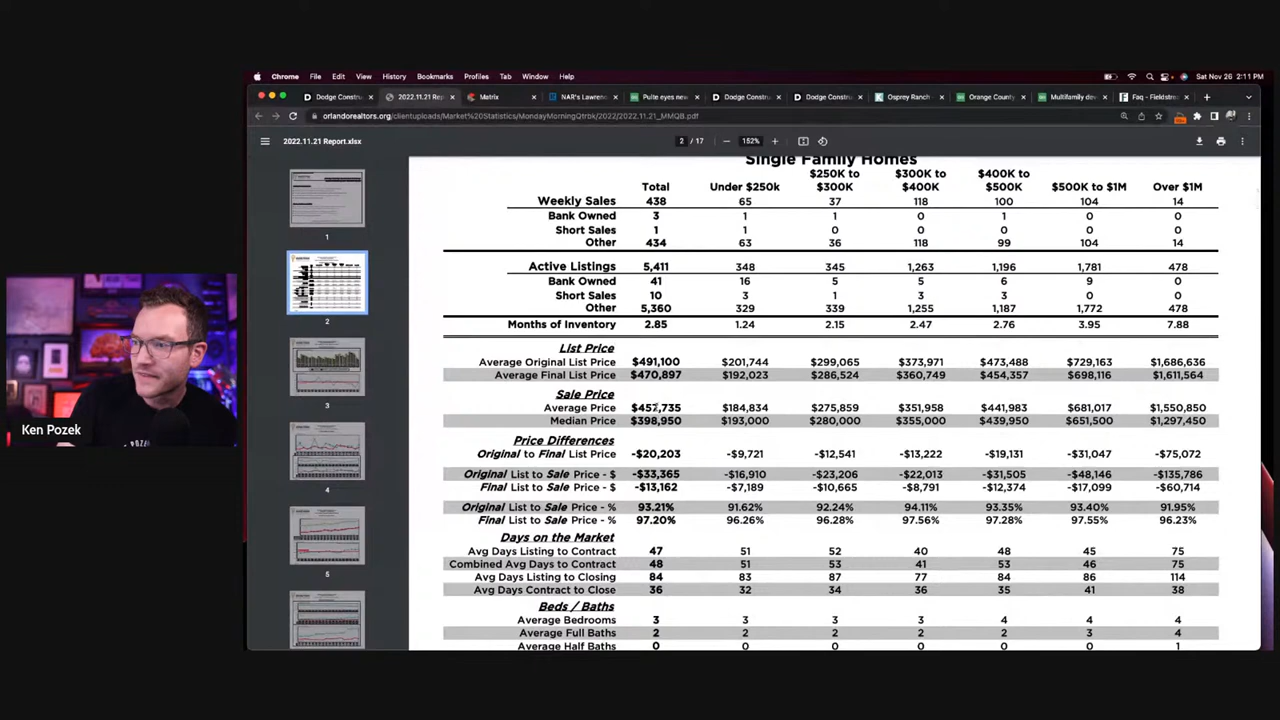 Chrome File Edit View History Bookmarks Profiles Tab Window Help Sat Nov 26 2:11 PM
Dodge Constru 2022.11.21 Repo Matrix NAR's Lawrenc Pulte eyes new Dodge Constru Dodge Constru Osprey Ranch - Orange County Multifamily dev Faq - Fieldstrea
orlandorealtors.org/clientuploads/Market%20Statistics/MondayMorningQtrbk/2022/2022.11.21_MMQB.pdf
2022.11.21 Report.xlsx 2 / 17 152%
Single Family Homes
Total Under $250k $250K to $300K $300K to $400K $400K to $500K $500K to $1M Over $1M
Weekly Sales 438 65 37 118 100 104 14
Bank Owned 3 1 1 0 1 0 0
Short Sales 1 1 0 0 0 0 0
Other 434 63 36 118 99 104 14
Active Listings 5,411 348 345 1,263 1,196 1,781 478
Bank Owned 41 16 5 5 6 9 0
Short Sales 10 3 1 3 3 0 0
Other 5,360 329 339 1,255 1,187 1,772 478
Months of Inventory 2.85 1.24 2.15 2.47 2.76 3.95 7.88
List Price
Average Original List Price $491,100 $201,744 $299,065 $373,971 $473,488 $729,163 $1,686,636
Average Final List Price $470,897 $192,023 $286,524 $360,749 $454,357 $698,116 $1,611,564
Sale Price
Average Price $457,735 $184,834 $275,859 $351,958 $441,983 $681,017 $1,550,850
Median Price $398,950 $193,000 $280,000 $355,000 $439,950 $651,500 $1,297,450
Price Differences
Original to Final List Price -$20,203 -$9,721 -$12,541 -$13,222 -$19,131 -$31,047 -$75,072
Original List to Sale Price - $ -$33,365 -$16,910 -$23,206 -$22,013 -$31,505 -$48,146 -$135,786
Final List to Sale Price - $ -$13,162 -$7,189 -$10,665 -$8,791 -$12,374 -$17,099 -$60,714
Original List to Sale Price - % 93.21% 91.62% 92.24% 94.11% 93.35% 93.40% 91.95%
Final List to Sale Price - % 97.20% 96.26% 96.28% 97.56% 97.28% 97.55% 96.23%
Days on the Market
Avg Days Listing to Contract 47 51 52 40 48 45 75
Combined Avg Days to Contract 48 51 53 41 53 46 75
Avg Days Listing to Closing 84 83 87 77 84 86 114
Avg Days Contract to Close 36 32 34 36 35 41 38
Beds / Baths
Average Bedrooms 3 3 3 3 4 4 4
Average Full Baths 2 2 2 2 2 3 4
Average Half Baths 0 0 0 0 0 0 1
1
2
3
4
5
Ken Pozek